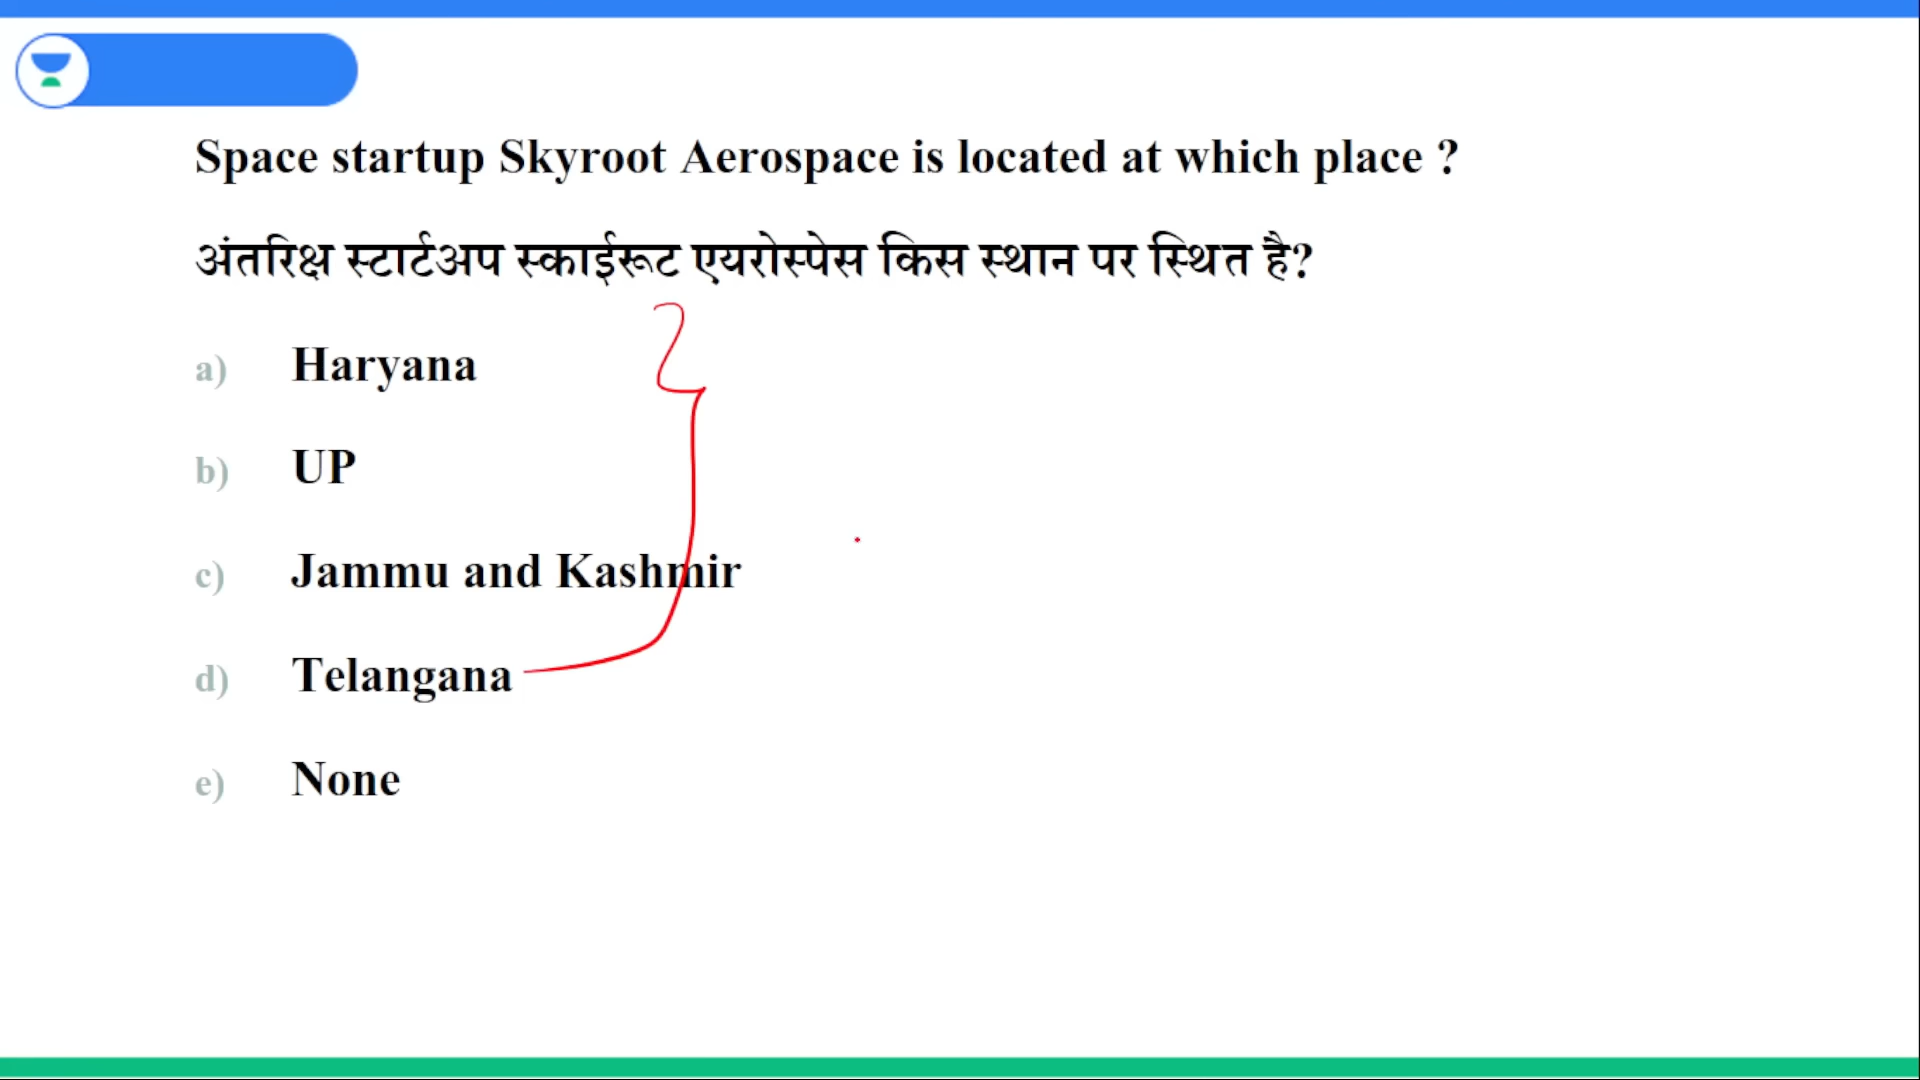 Space startup Skyroot Aerospace is located at which place ?
अंतरिक्ष स्टार्टअप स्काईरूट एयरोस्पेस किस स्थान पर स्थित है?
a) Haryana
b) UP
c) Jammu and Kashmir
d) Telangana
e) None